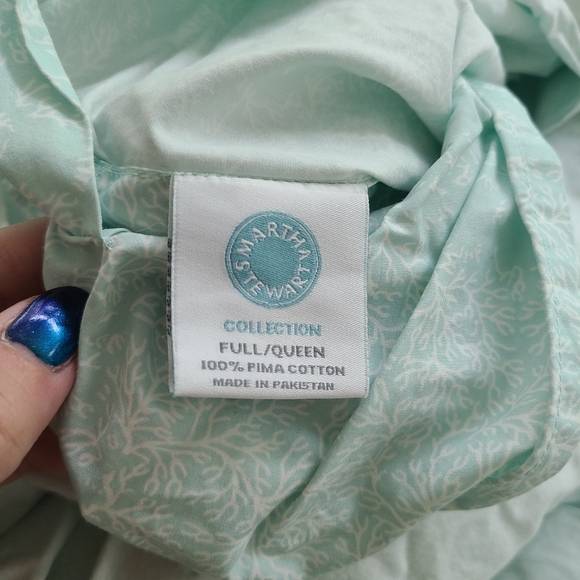 MARTHA
STEWART
COLLECTION
FULL/QUEEN
100% PIMA COTTON
MADE IN PAKISTAN